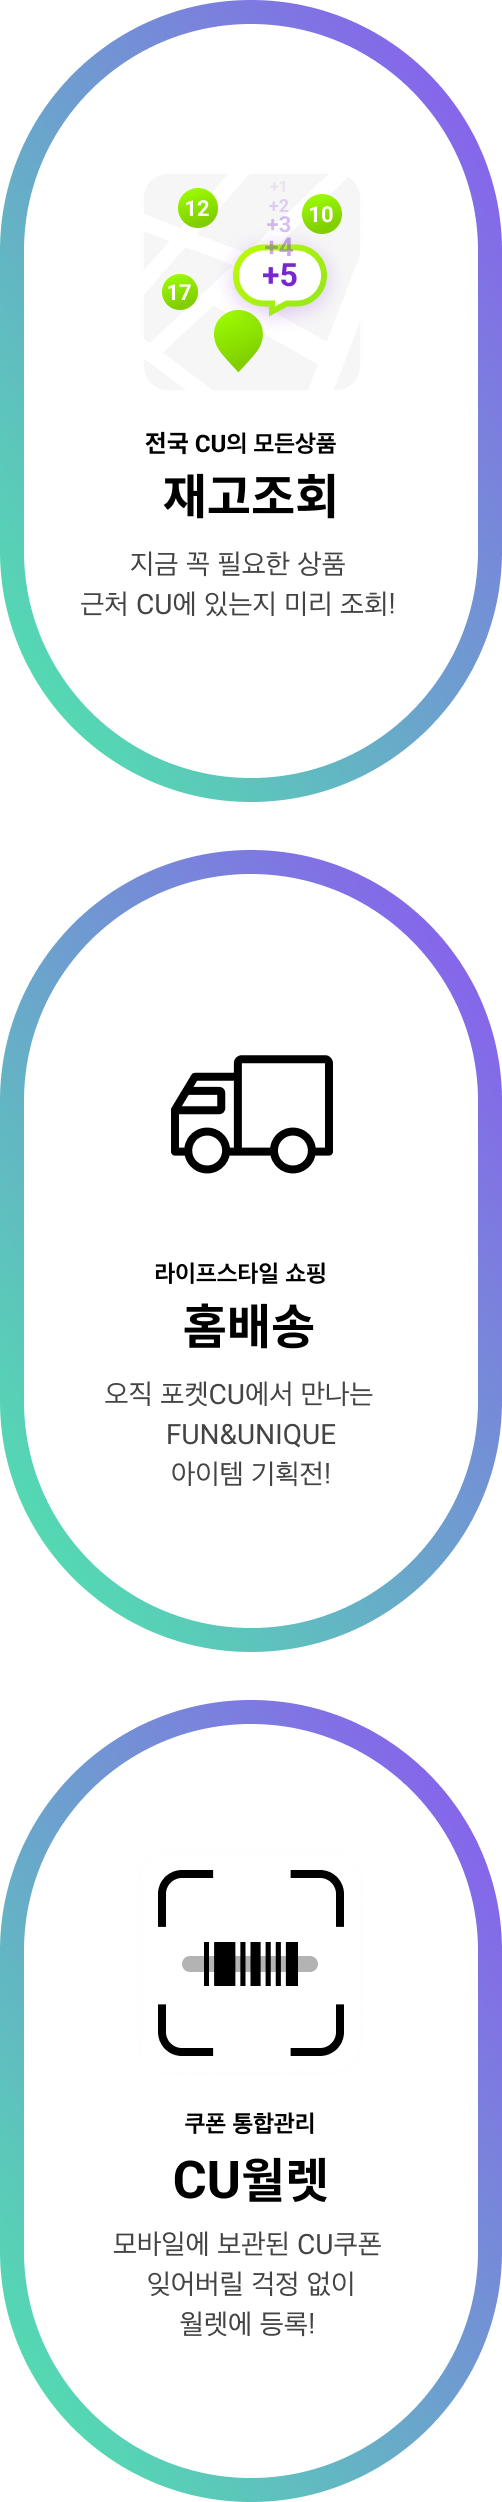 +1
12
+2
10
+3
+4
+5
17
전국 CU의 모든상품
재고조회
지금 꼭 필요한 상품
근처 CU에 있는지 미리 조회!
라이프스타일 쇼핑
홈배송
오직 포켓CU에서 만나는
FUN&UNIQUE
아이템 기획전!
쿠폰 통합관리
CU월렛
모바일에 보관된 CU쿠폰
잊어버릴 걱정 없이
월렛에 등록!